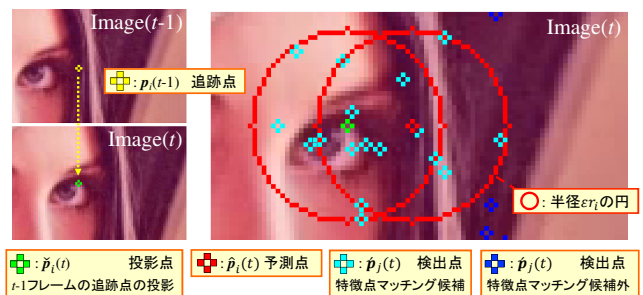 Image(t-1)
Image(t)
: p_i(t-1) 追跡点
Image(t)
: 半径εr_iの円
: p̌_i(t) 投影点
t-1フレームの追跡点の投影
: p̂_i(t) 予測点
: ṕ_j(t) 検出点
特徴点マッチング候補
: ṕ_j(t) 検出点
特徴点マッチング候補外